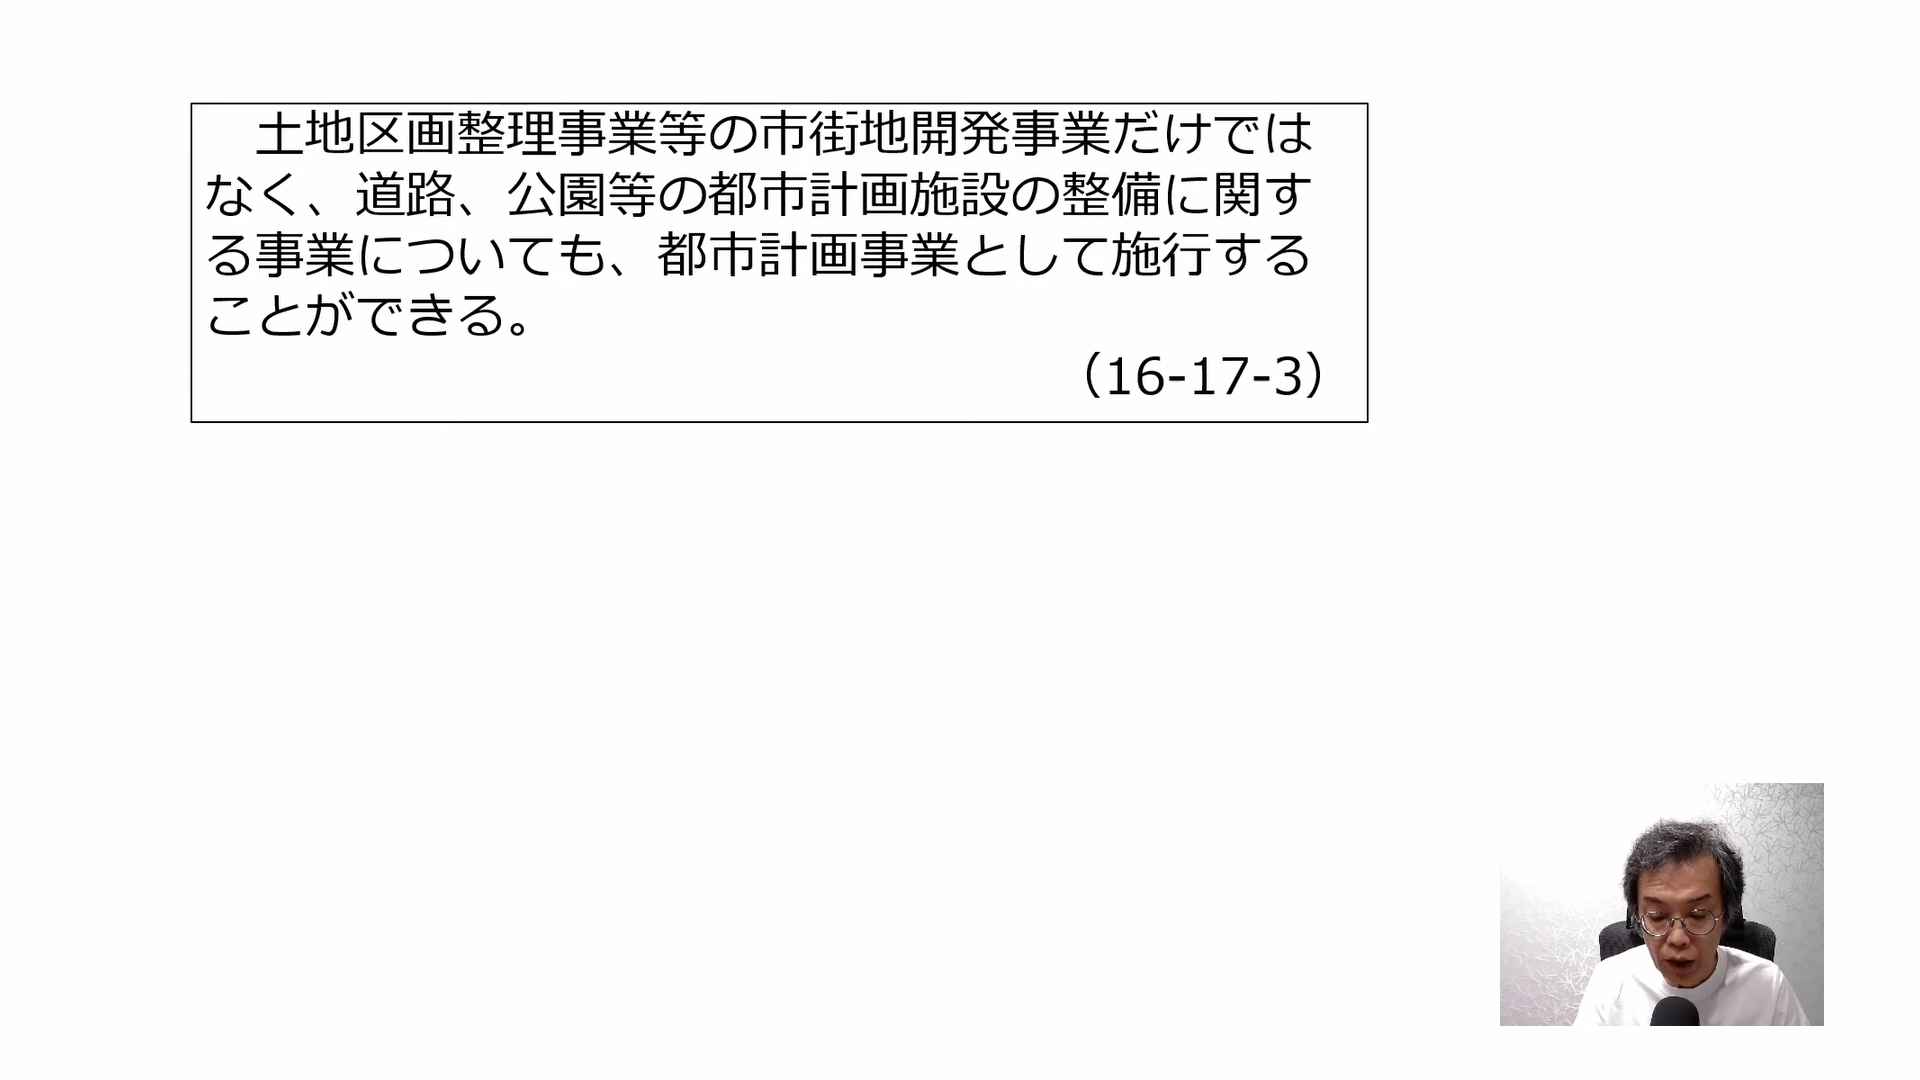 土地区画整理事業等の市街地開発事業だけでは
なく、道路、公園等の都市計画施設の整備に関す
る事業についても、都市計画事業として施行する
ことができる。
（16-17-3）